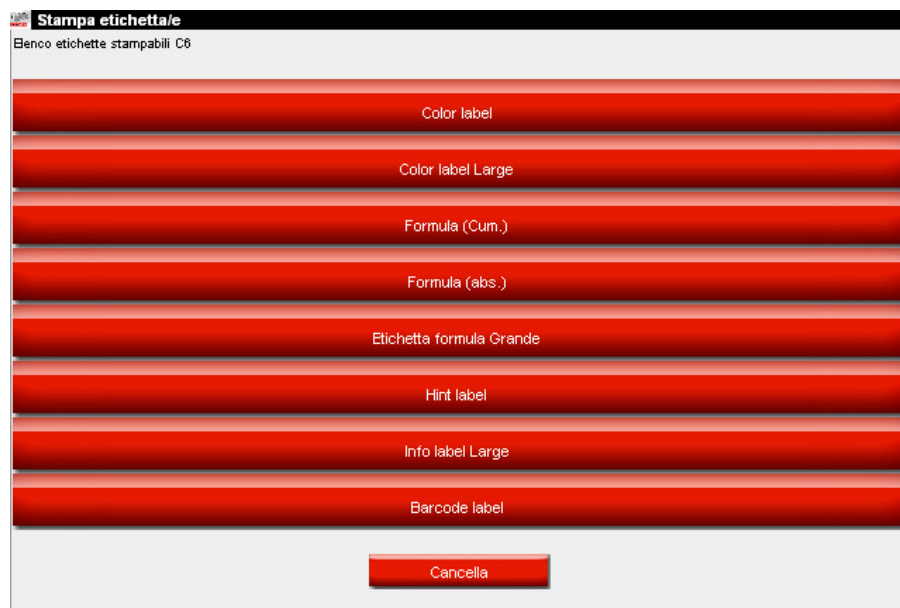 Stampa etichetta/e
Elenco etichette stampabili C6
Color label
Color label Large
Formula (Cum.)
Formula (abs.)
Etichetta formula Grande
Hint label
Info label Large
Barcode label
Cancella